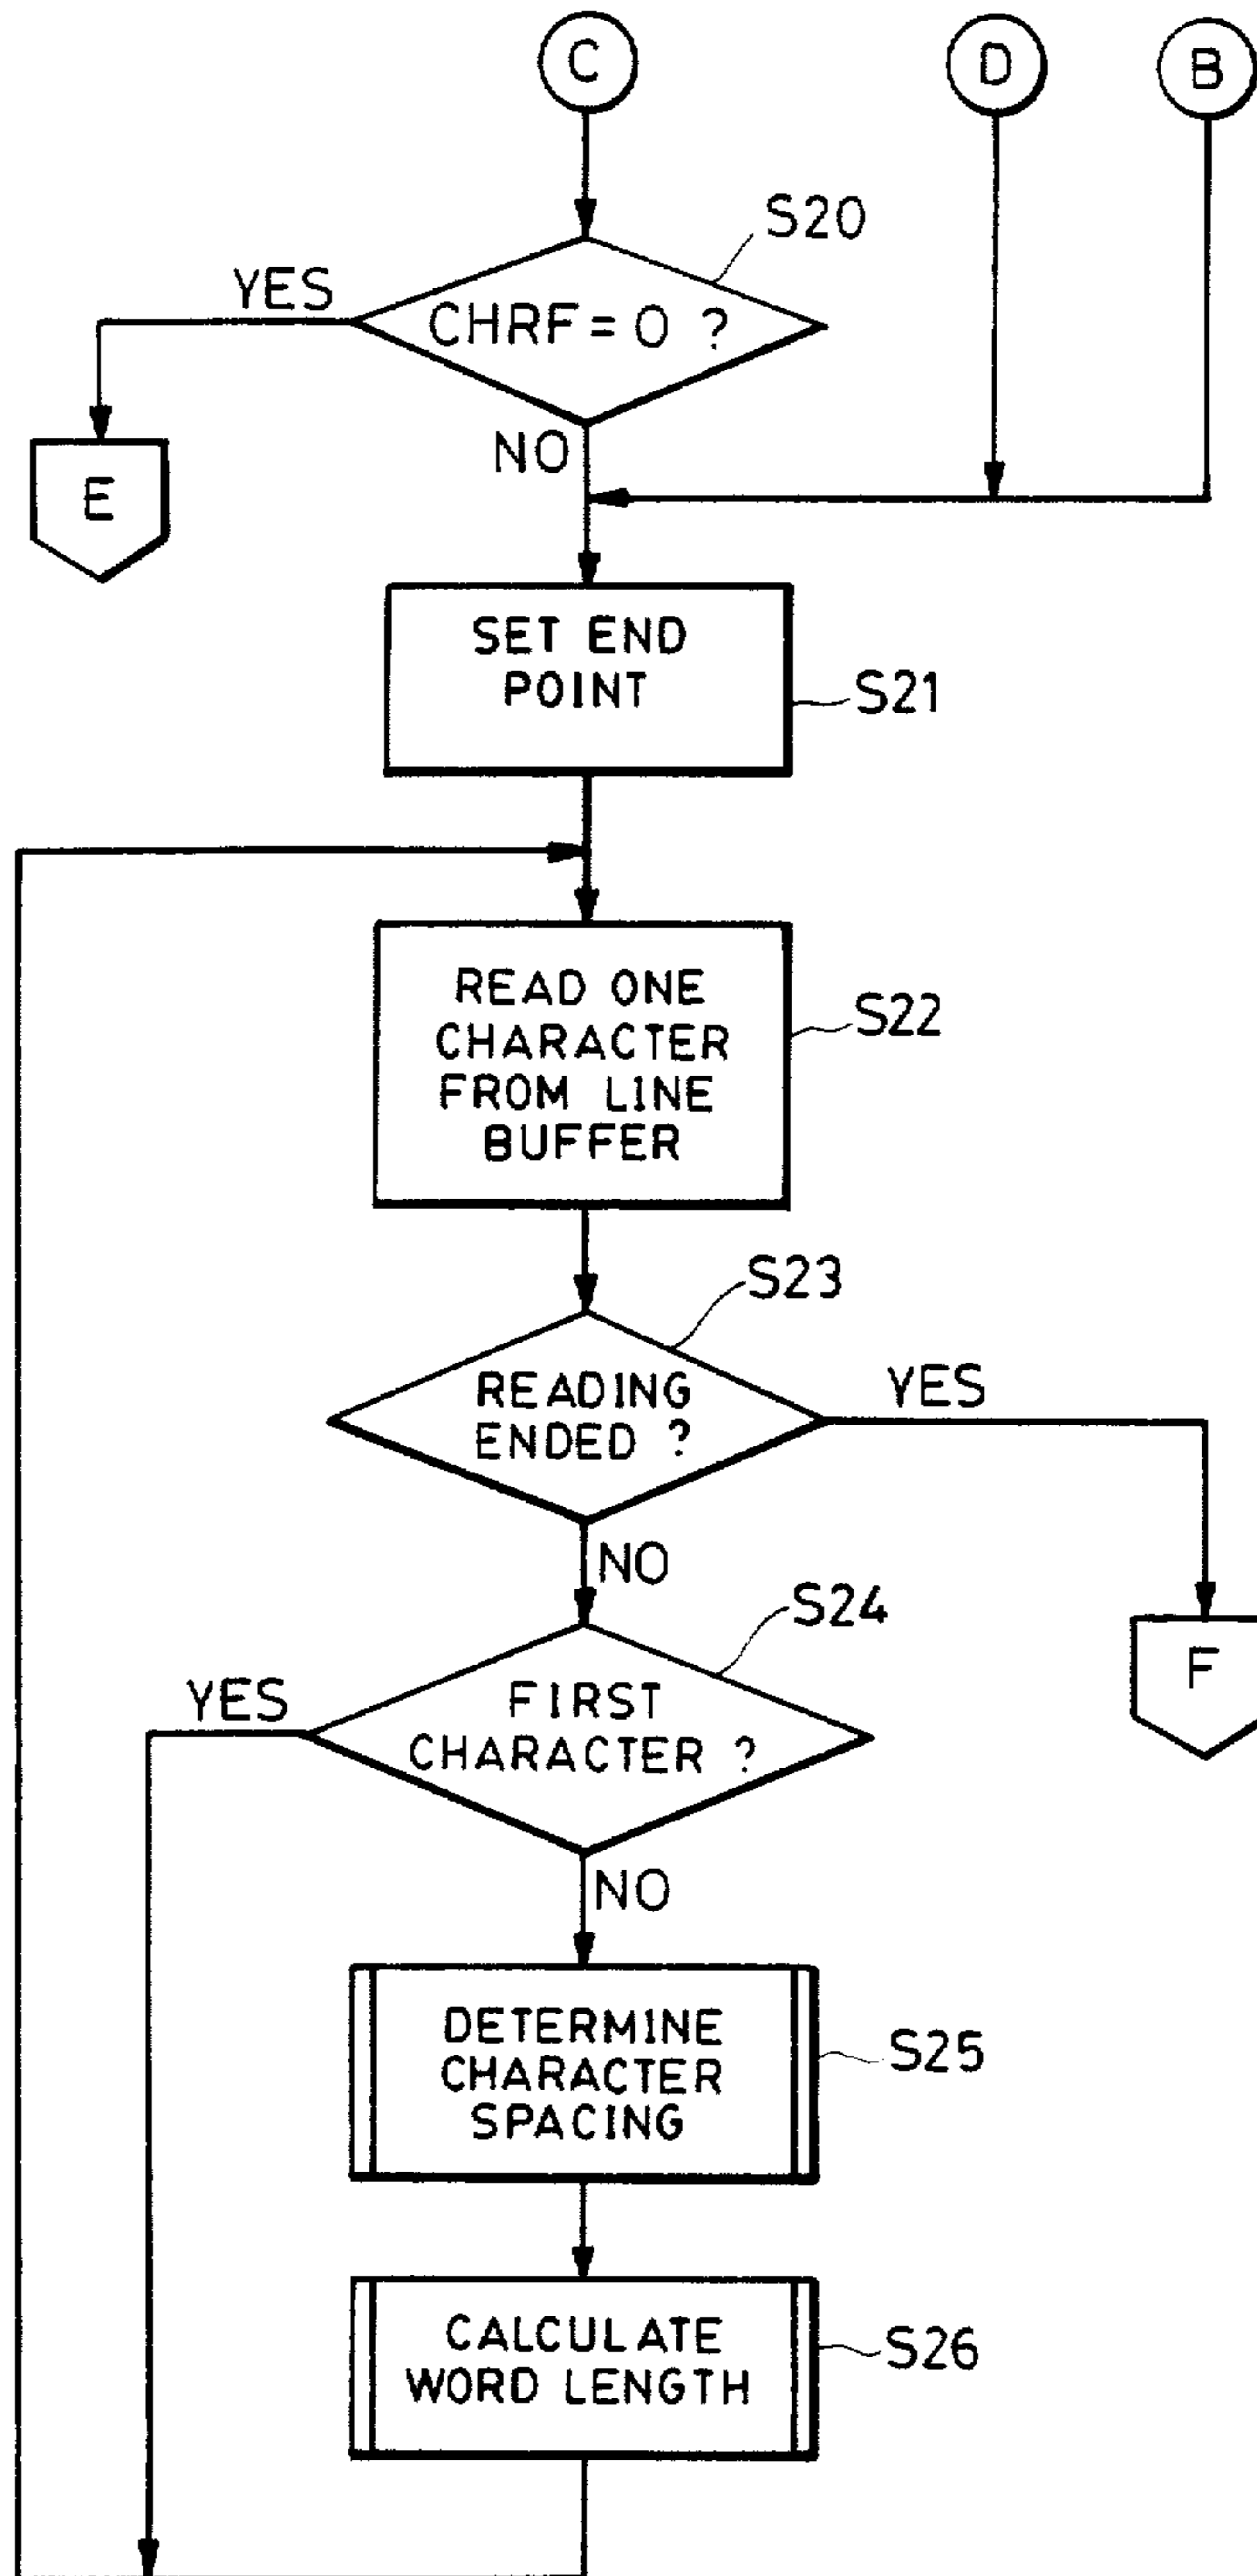 C
D
B
S20
YES
CHRF = 0 ?
NO
E
SET END
POINT
S21
READ ONE
CHARACTER
FROM LINE
BUFFER
S22
S23
READING
ENDED ?
YES
NO
S24
YES
FIRST
CHARACTER ?
F
NO
DETERMINE
CHARACTER
SPACING
S25
CALCULATE
WORD LENGTH
S26